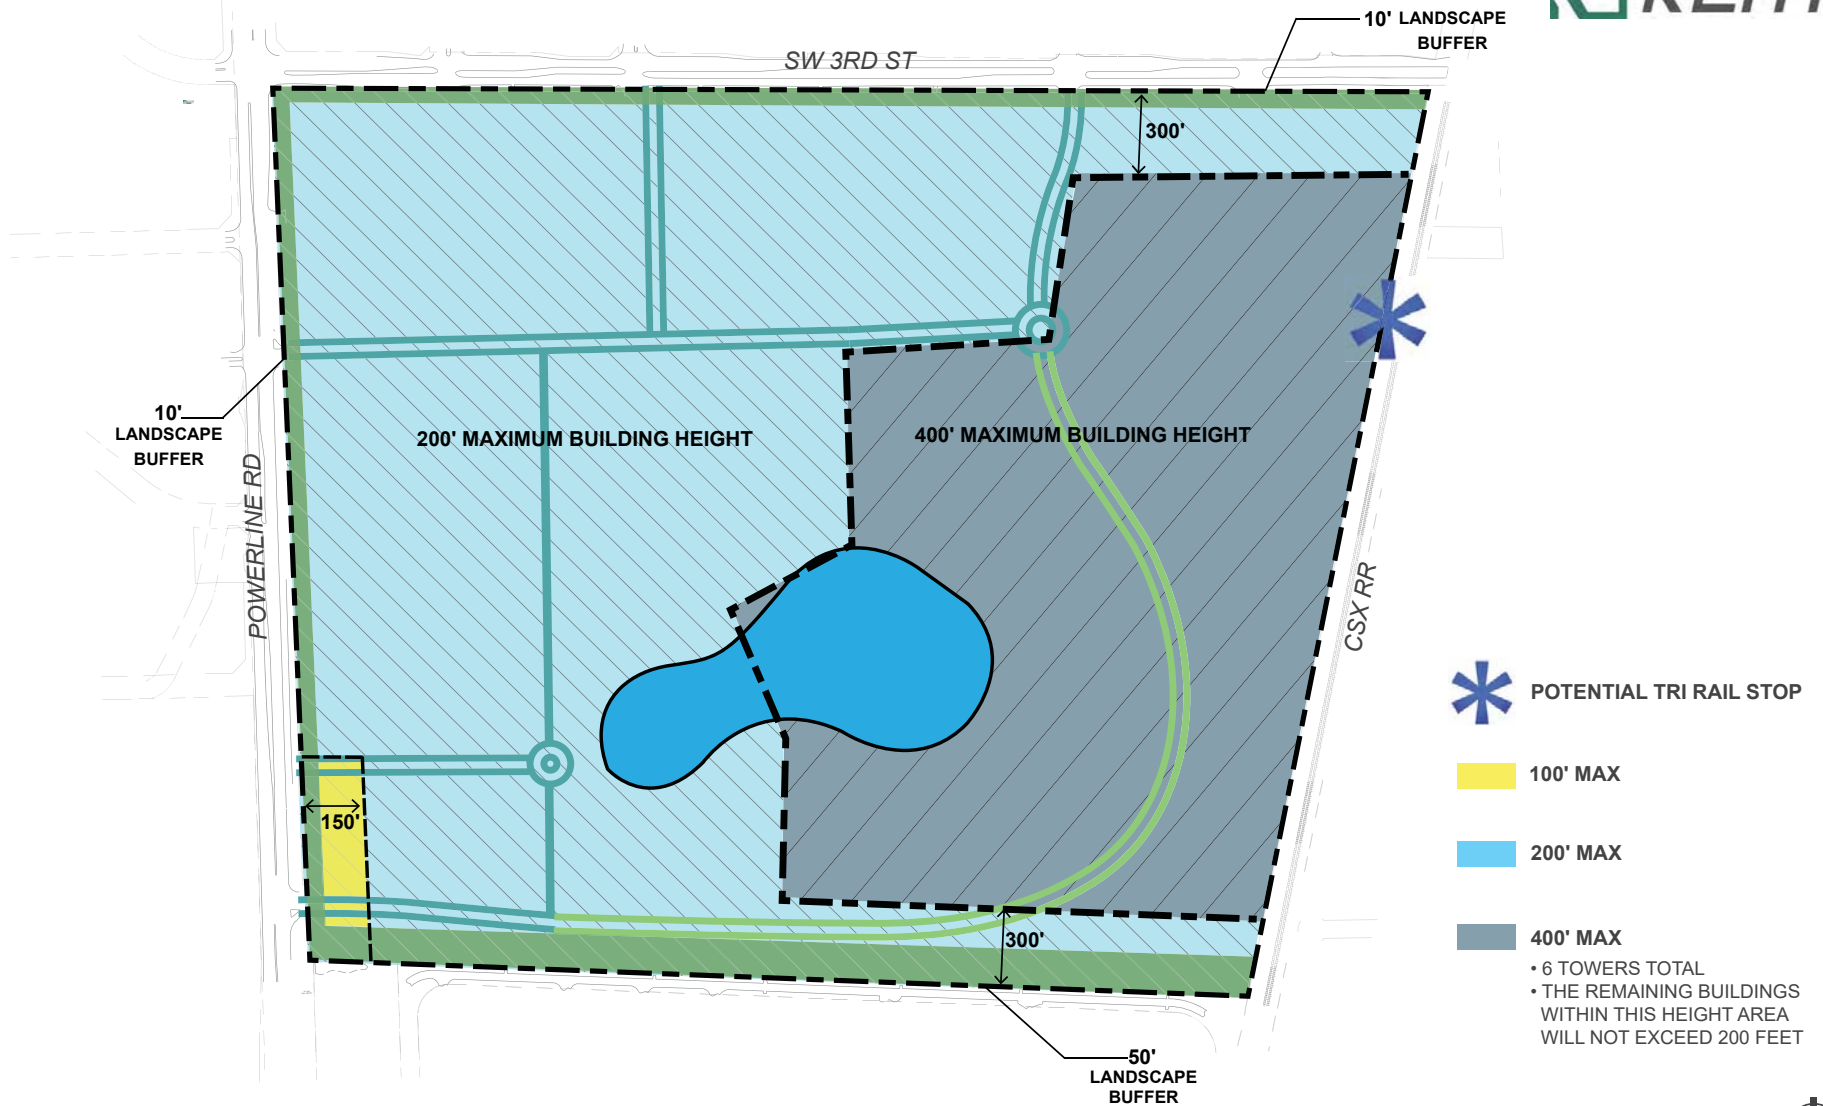 10' LANDSCAPE
BUFFER
SW 3RD ST
300'
10'
LANDSCAPE
BUFFER
200' MAXIMUM BUILDING HEIGHT
400' MAXIMUM BUILDING HEIGHT
POWERLINE RD
CSX RR
150'
300'
50'
LANDSCAPE
BUFFER
POTENTIAL TRI RAIL STOP
100' MAX
200' MAX
400' MAX
• 6 TOWERS TOTAL
• THE REMAINING BUILDINGS
WITHIN THIS HEIGHT AREA
WILL NOT EXCEED 200 FEET